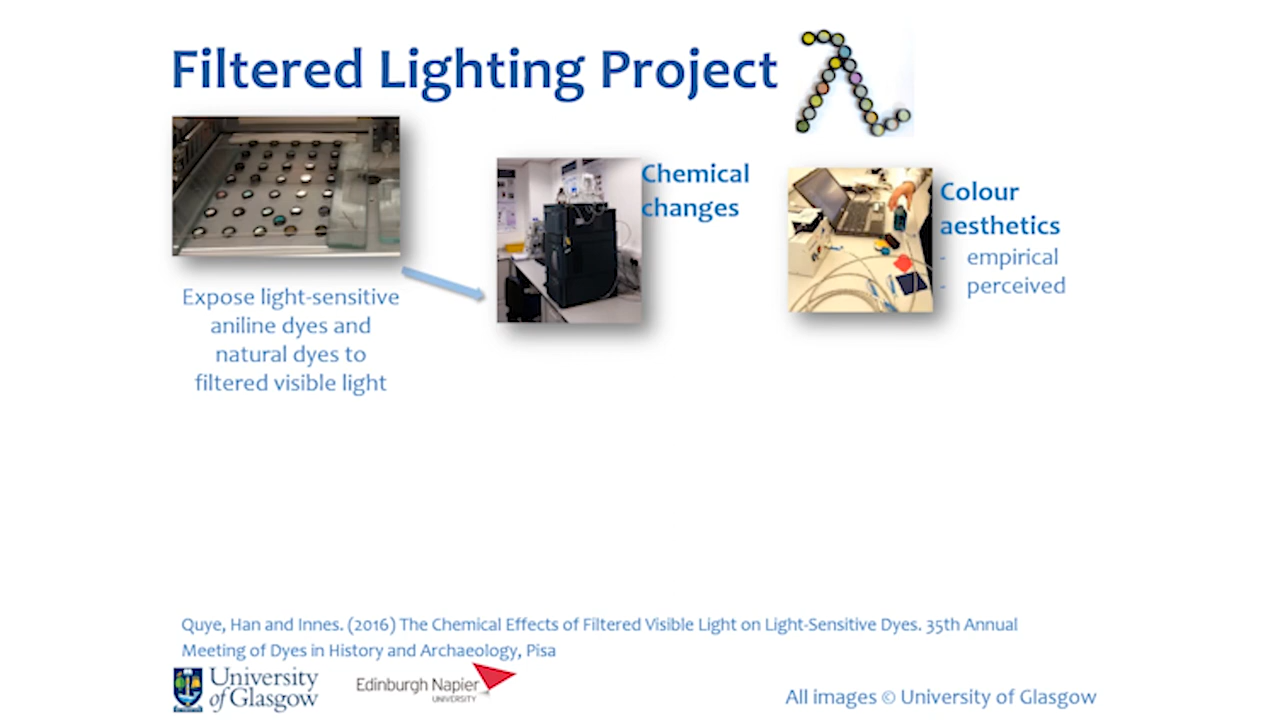 Filtered Lighting Project
Chemical
changes
Colour
aesthetics
- empirical
- perceived
Expose light-sensitive
aniline dyes and
natural dyes to
filtered visible light
Quye, Han and Innes. (2016) The Chemical Effects of Filtered Visible Light on Light-Sensitive Dyes. 35th Annual
Meeting of Dyes in History and Archaeology, Pisa
University
of Glasgow
Edinburgh Napier
UNIVERSITY
All images © University of Glasgow